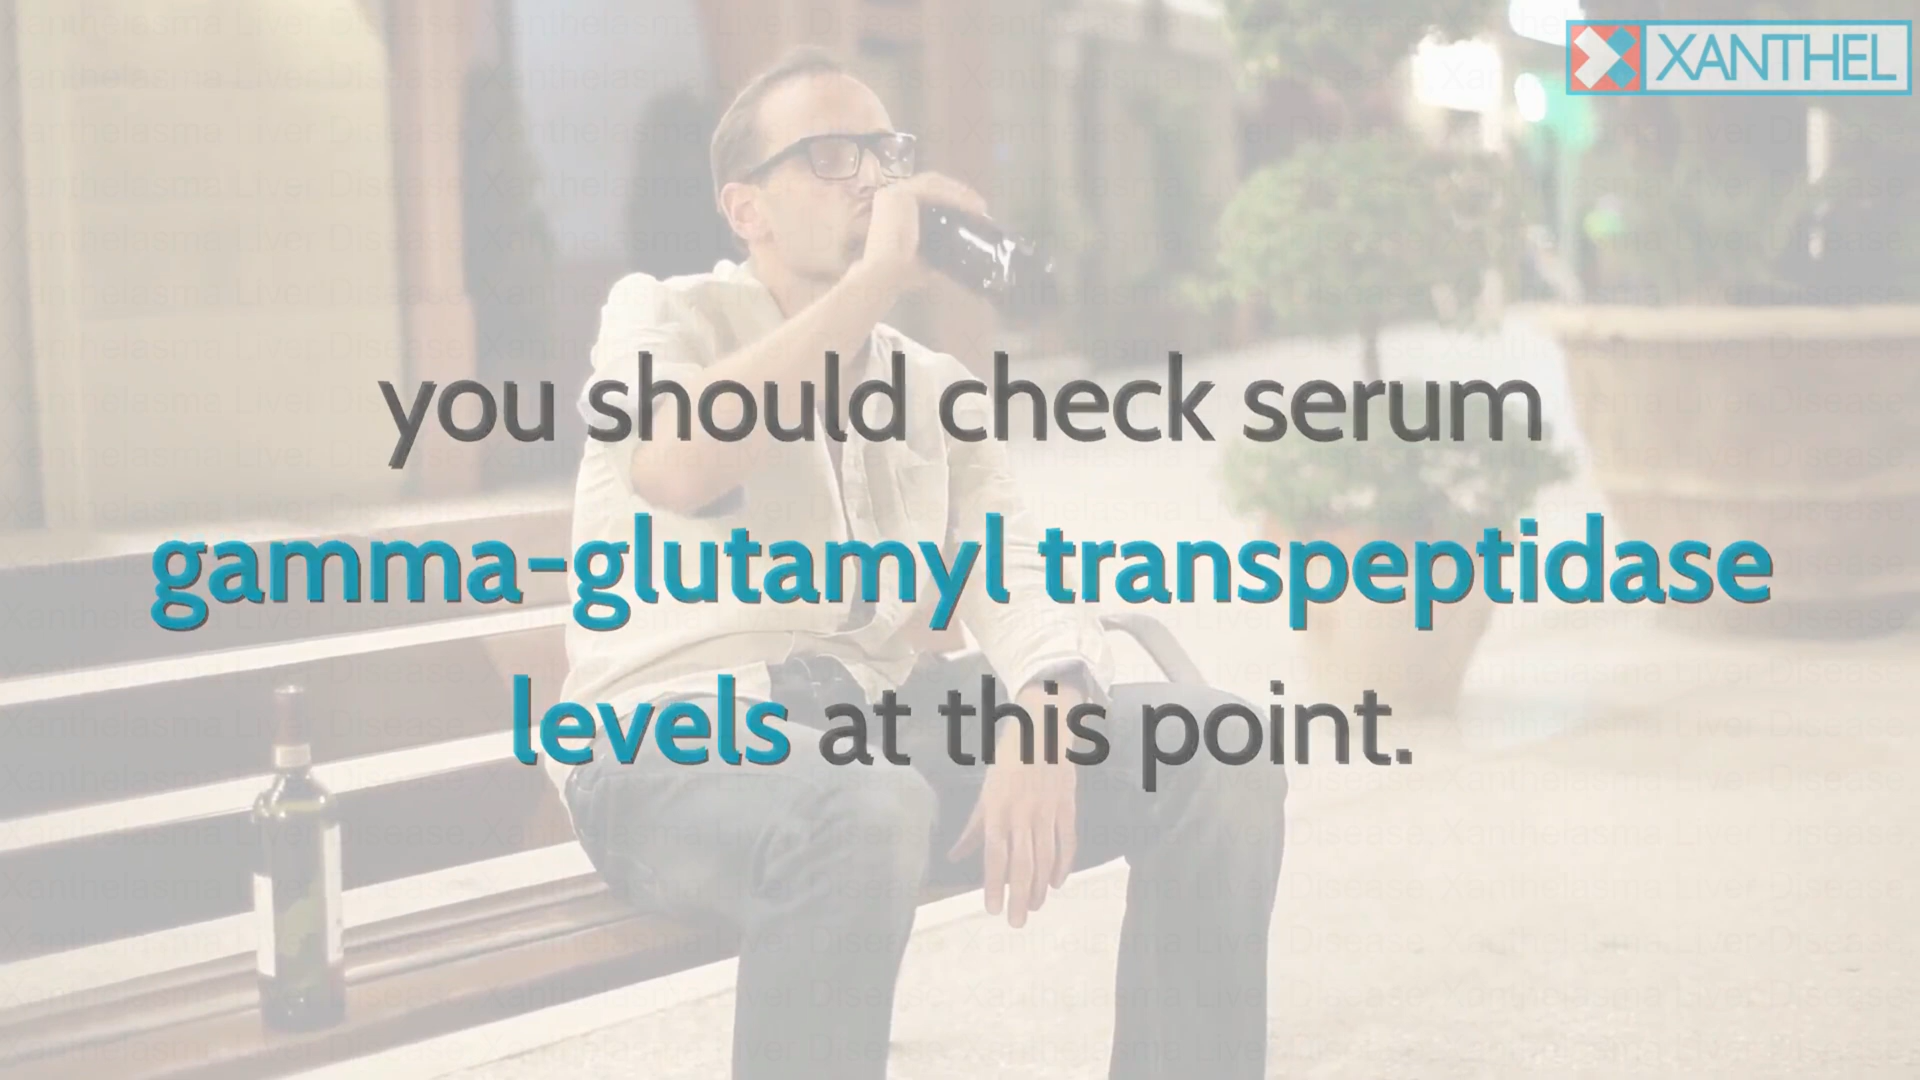 XANTHEL
you should check serum
gamma-glutamyl transpeptidase
levels at this point.